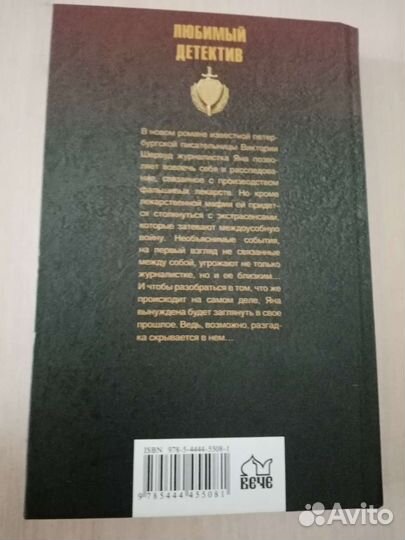 ЛЮБИМЫЙ
ДЕТЕКТИВ
В новом романе известной петер-
бургской писательницы Виктории
Шервуд журналистка Яна позво-
ляет вовлечь себя в расследова-
ние, связанное с производством
фальшивых лекарств. Но кроме
лекарственной мафии ей придет-
ся столкнуться с экстрасенсами,
которые затевают междоусобную
войну. Необъяснимые события,
на первый взгляд не связанные
между собой, угрожают не только
журналистке, но и ее близким...
И чтобы разобраться в том, что же
происходит на самом деле, Яна
вынуждена будет заглянуть в свое
прошлое. Ведь, возможно, разгад-
ка скрывается в нем...
ISBN 978-5-4444-5508-1
9 785444 455081
ВЕЧЕ
Avito